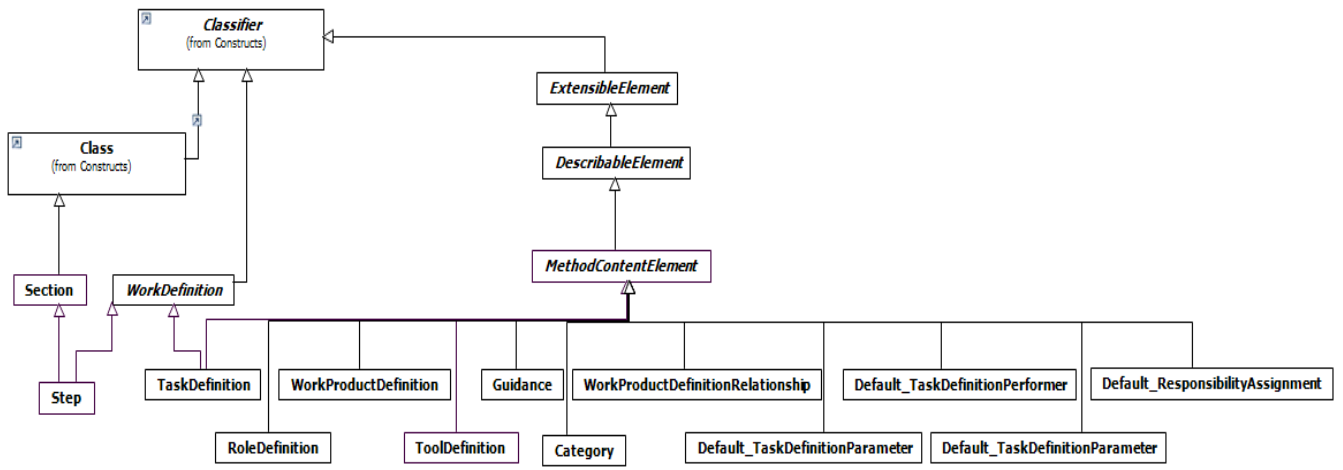 Classifier
(from Constructs)
ExtensibleElement
Class
(from Constructs)
DescribableElement
MethodContentElement
Section
WorkDefinition
TaskDefinition
WorkProductDefinition
Guidance
WorkProductDefinitionRelationship
Default_TaskDefinitionPerformer
Default_ResponsibilityAssignment
Step
RoleDefinition
ToolDefinition
Category
Default_TaskDefinitionParameter
Default_TaskDefinitionParameter